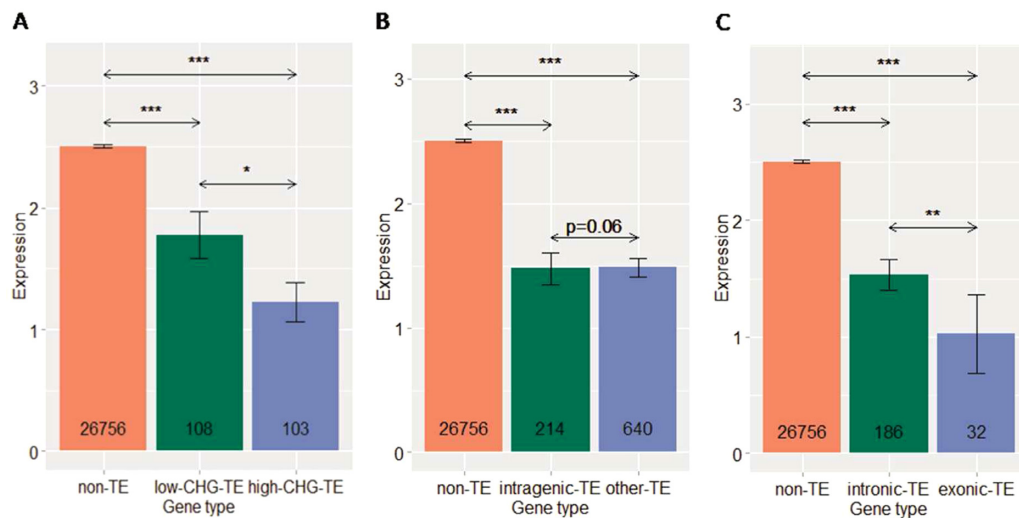 A
***
***
*
3
2
1
0
Expression
26756
108
103
non-TE low-CHG-TE high-CHG-TE
Gene type
B
***
***
p=0.06
3
2
1
0
Expression
26756
214
640
non-TE intragenic-TE other-TE
Gene type
C
***
***
**
3
2
1
0
Expression
26756
186
32
non-TE intronic-TE exonic-TE
Gene type